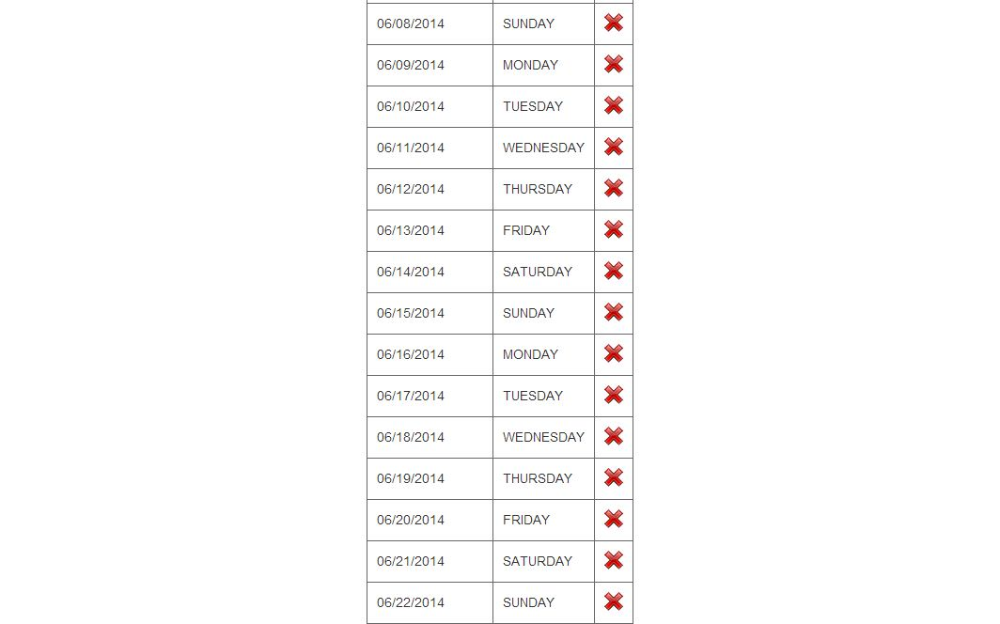 06/08/2014 SUNDAY
06/09/2014 MONDAY
06/10/2014 TUESDAY
06/11/2014 WEDNESDAY
06/12/2014 THURSDAY
06/13/2014 FRIDAY
06/14/2014 SATURDAY
06/15/2014 SUNDAY
06/16/2014 MONDAY
06/17/2014 TUESDAY
06/18/2014 WEDNESDAY
06/19/2014 THURSDAY
06/20/2014 FRIDAY
06/21/2014 SATURDAY
06/22/2014 SUNDAY